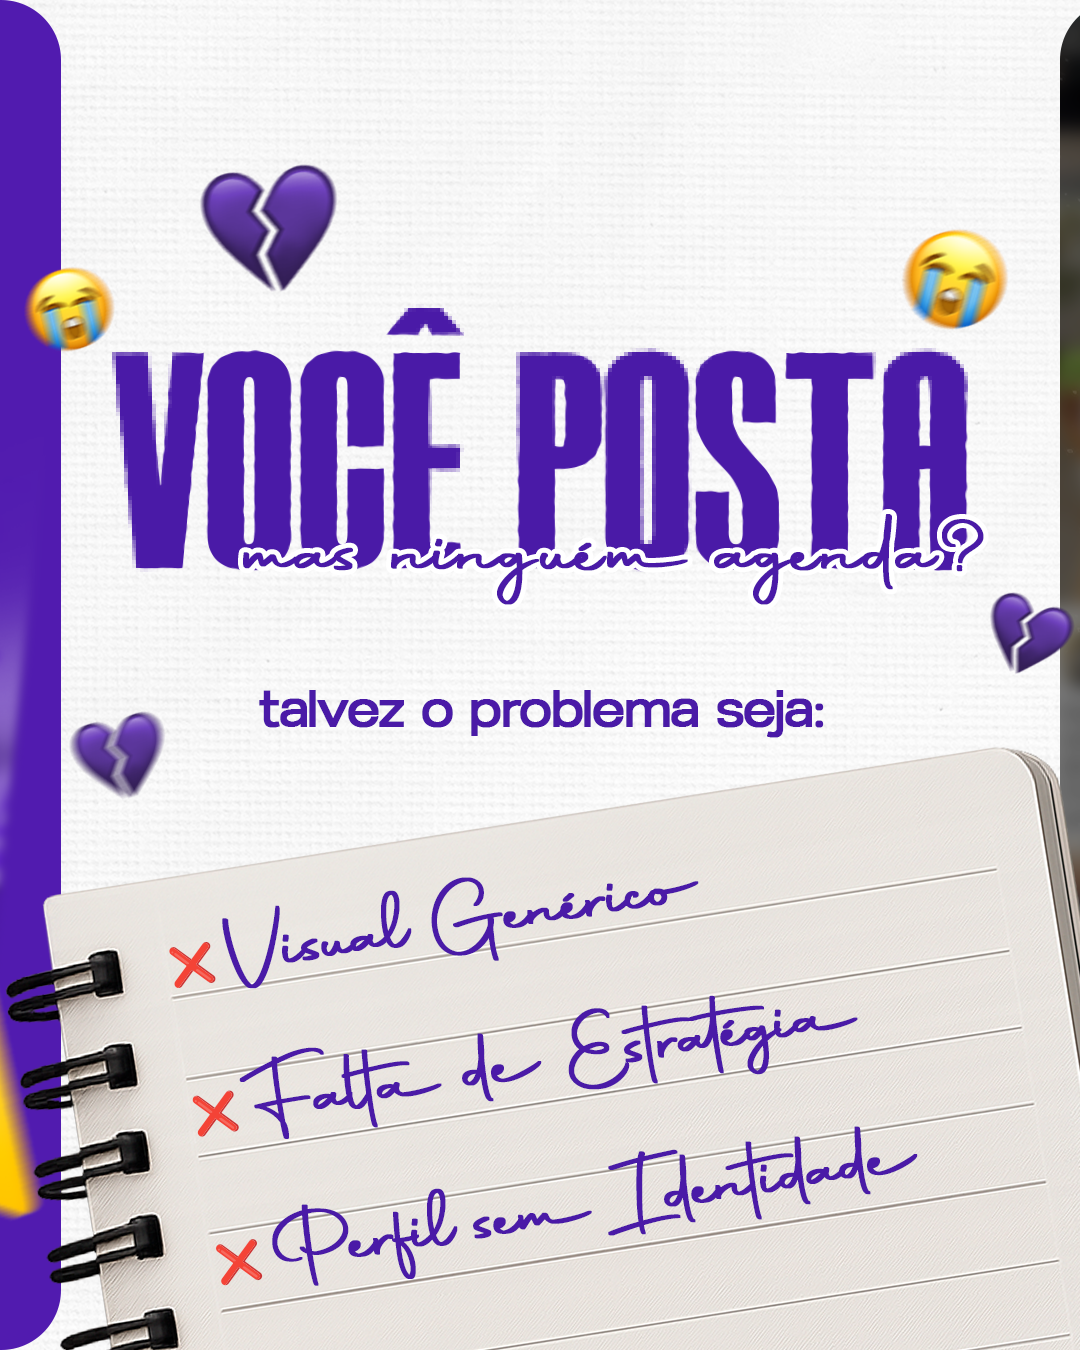 VOCÊ POSTA
mas ninguém agenda?
talvez o problema seja:
Visual Genérico
Falta de Estratégia
Perfil sem Identidade